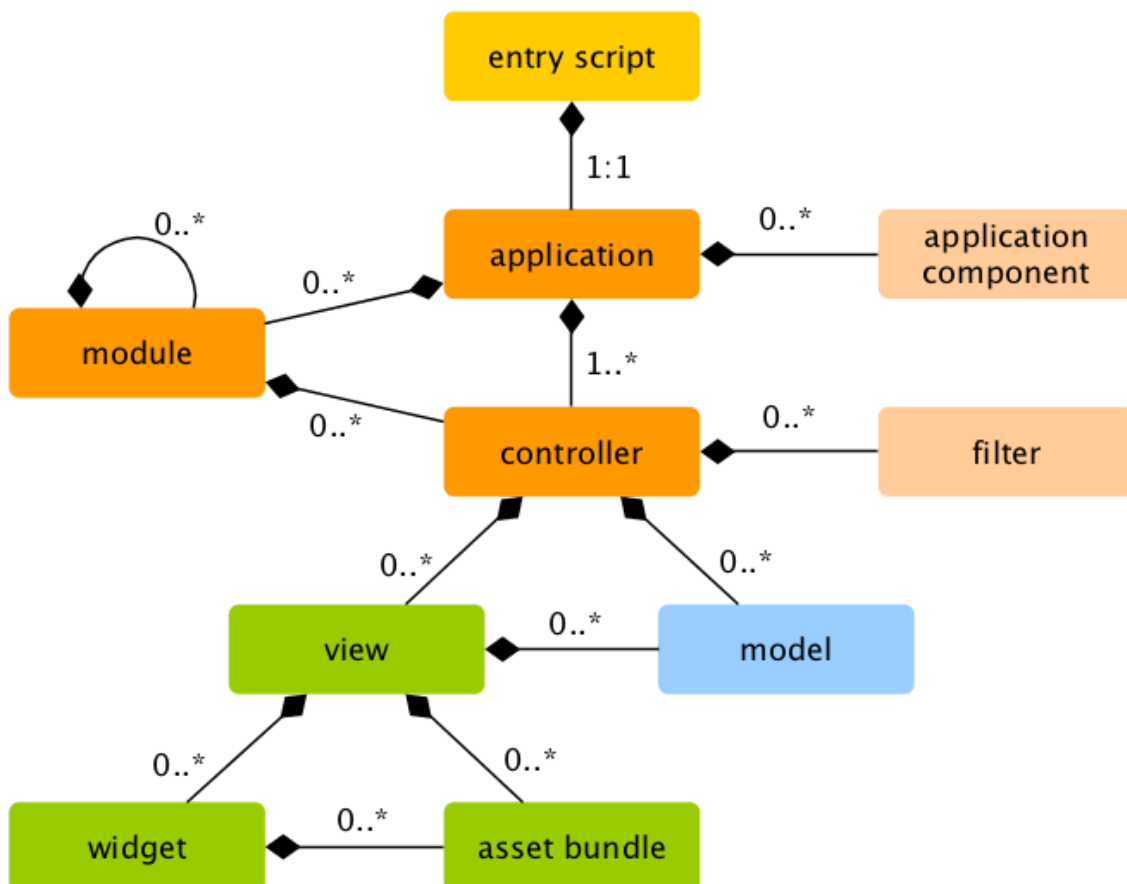 entry script
1:1
0..*
application
0..*
application
component
0..*
module
1..*
0..*
controller
0..*
filter
0..*
0..*
view
0..*
model
0..*
0..*
widget
0..*
asset bundle